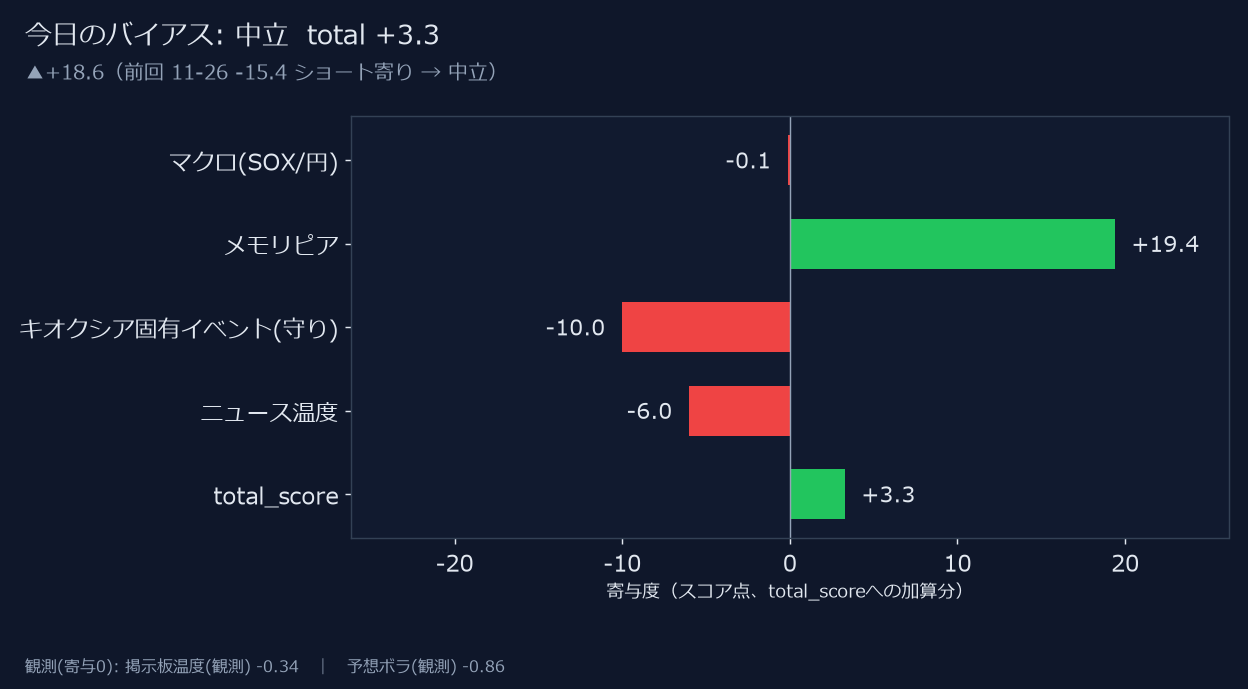 今日のバイアス: 中立  total +3.3
▲+18.6（前回 11-26 -15.4 ショート寄り → 中立）
マクロ(SOX/円)
-0.1
メモリピア
+19.4
キオクシア固有イベント(守り)
-10.0
ニュース温度
-6.0
total_score
+3.3
-20
-10
0
10
20
寄与度（スコア点、total_scoreへの加算分）
観測(寄与0): 掲示板温度(観測) -0.34　|　予想ボラ(観測) -0.86